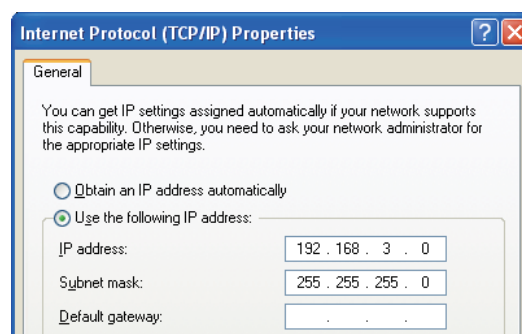 Internet Protocol (TCP/IP) Properties
General
You can get IP settings assigned automatically if your network supports
this capability. Otherwise, you need to ask your network administrator for
the appropriate IP settings.
Obtain an IP address automatically
Use the following IP address:
IP address: 192 . 168 . 3 . 0
Subnet mask: 255 . 255 . 255 . 0
Default gateway: . . .